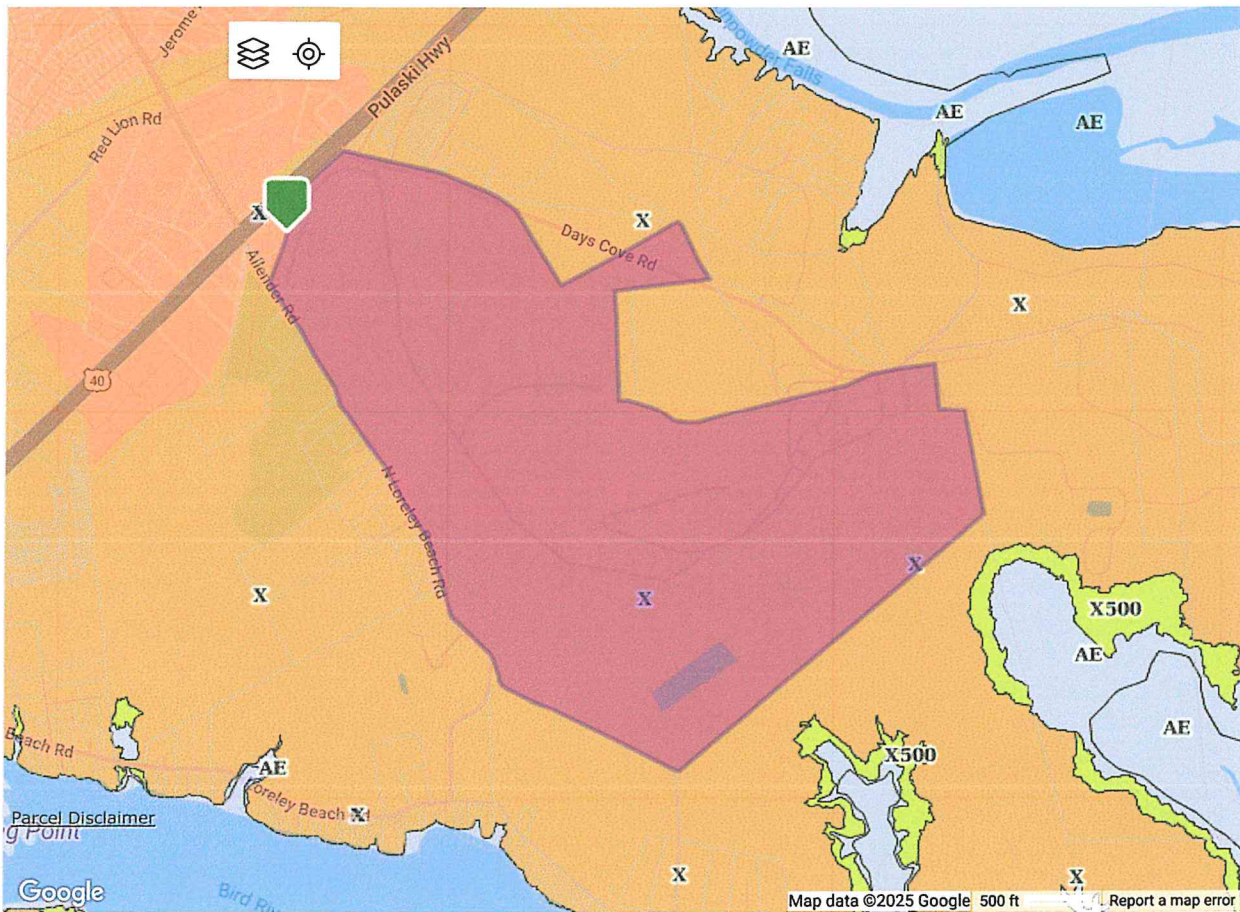 Jerome
AE
Falls
Pulaski Hwy
AE
AE
Red Lion Rd
X
X
Days Cove Rd
Allender Rd
X
40
N Loreley Beach Rd
X
X
X
X500
AE
AE
Beach Rd
AE
X500
Loreley Beach
X
Parcel Disclaimer
Point
X
X
Google
Bird
Map data ©2025 Google
500 ft
Report a map error